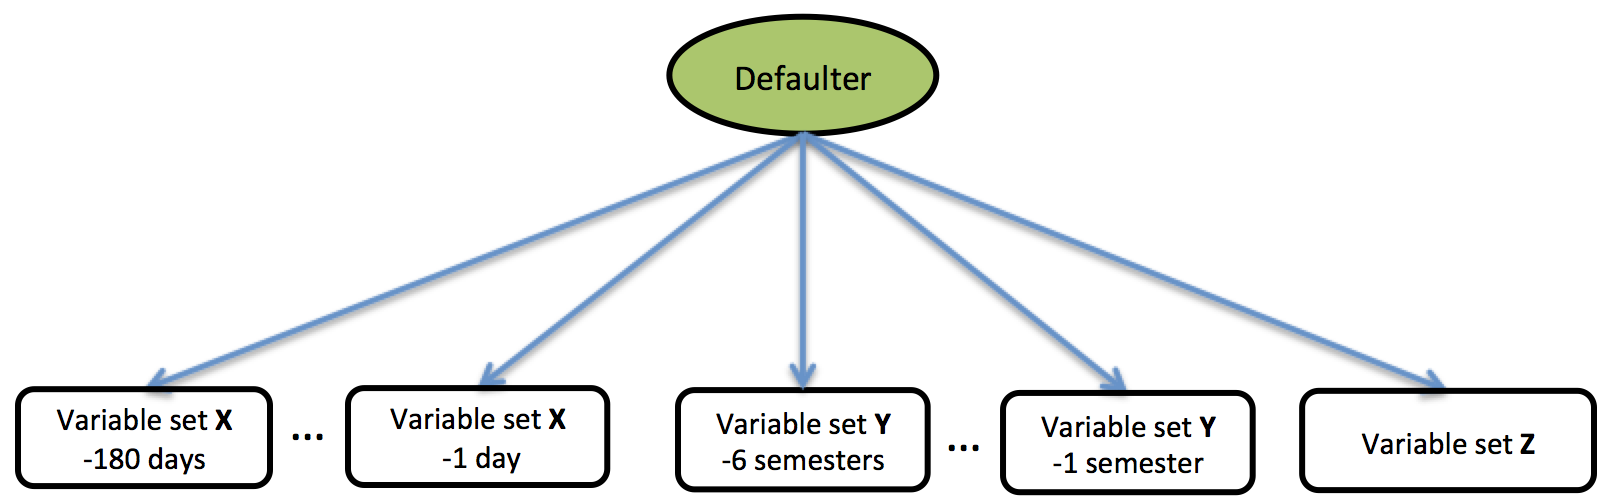 Defaulter
Variable set X
-180 days
...
Variable set X
-1 day
Variable set Y
-6 semesters
...
Variable set Y
-1 semester
Variable set Z